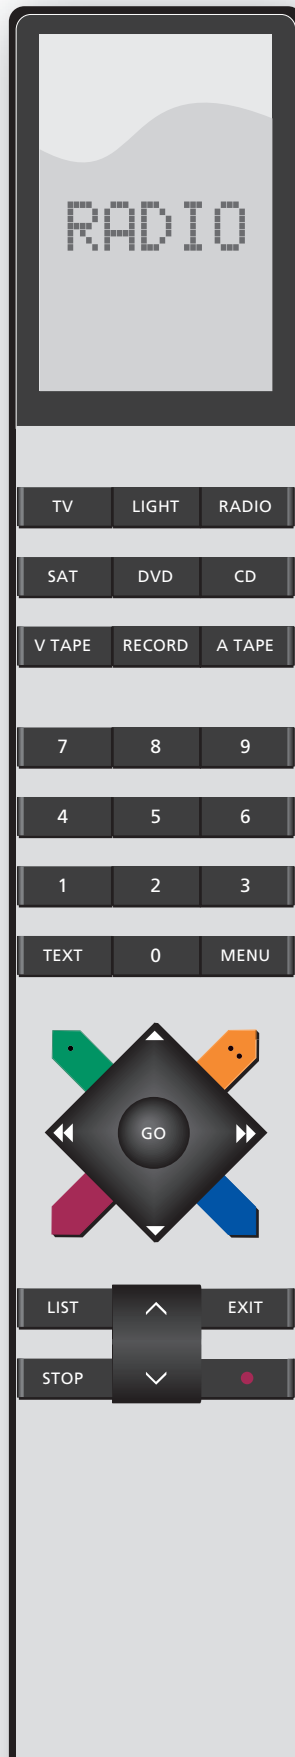 RADIO
TV LIGHT RADIO
SAT DVD CD
V TAPE RECORD A TAPE
7 8 9
4 5 6
1 2 3
TEXT 0 MENU
GO
LIST EXIT
STOP